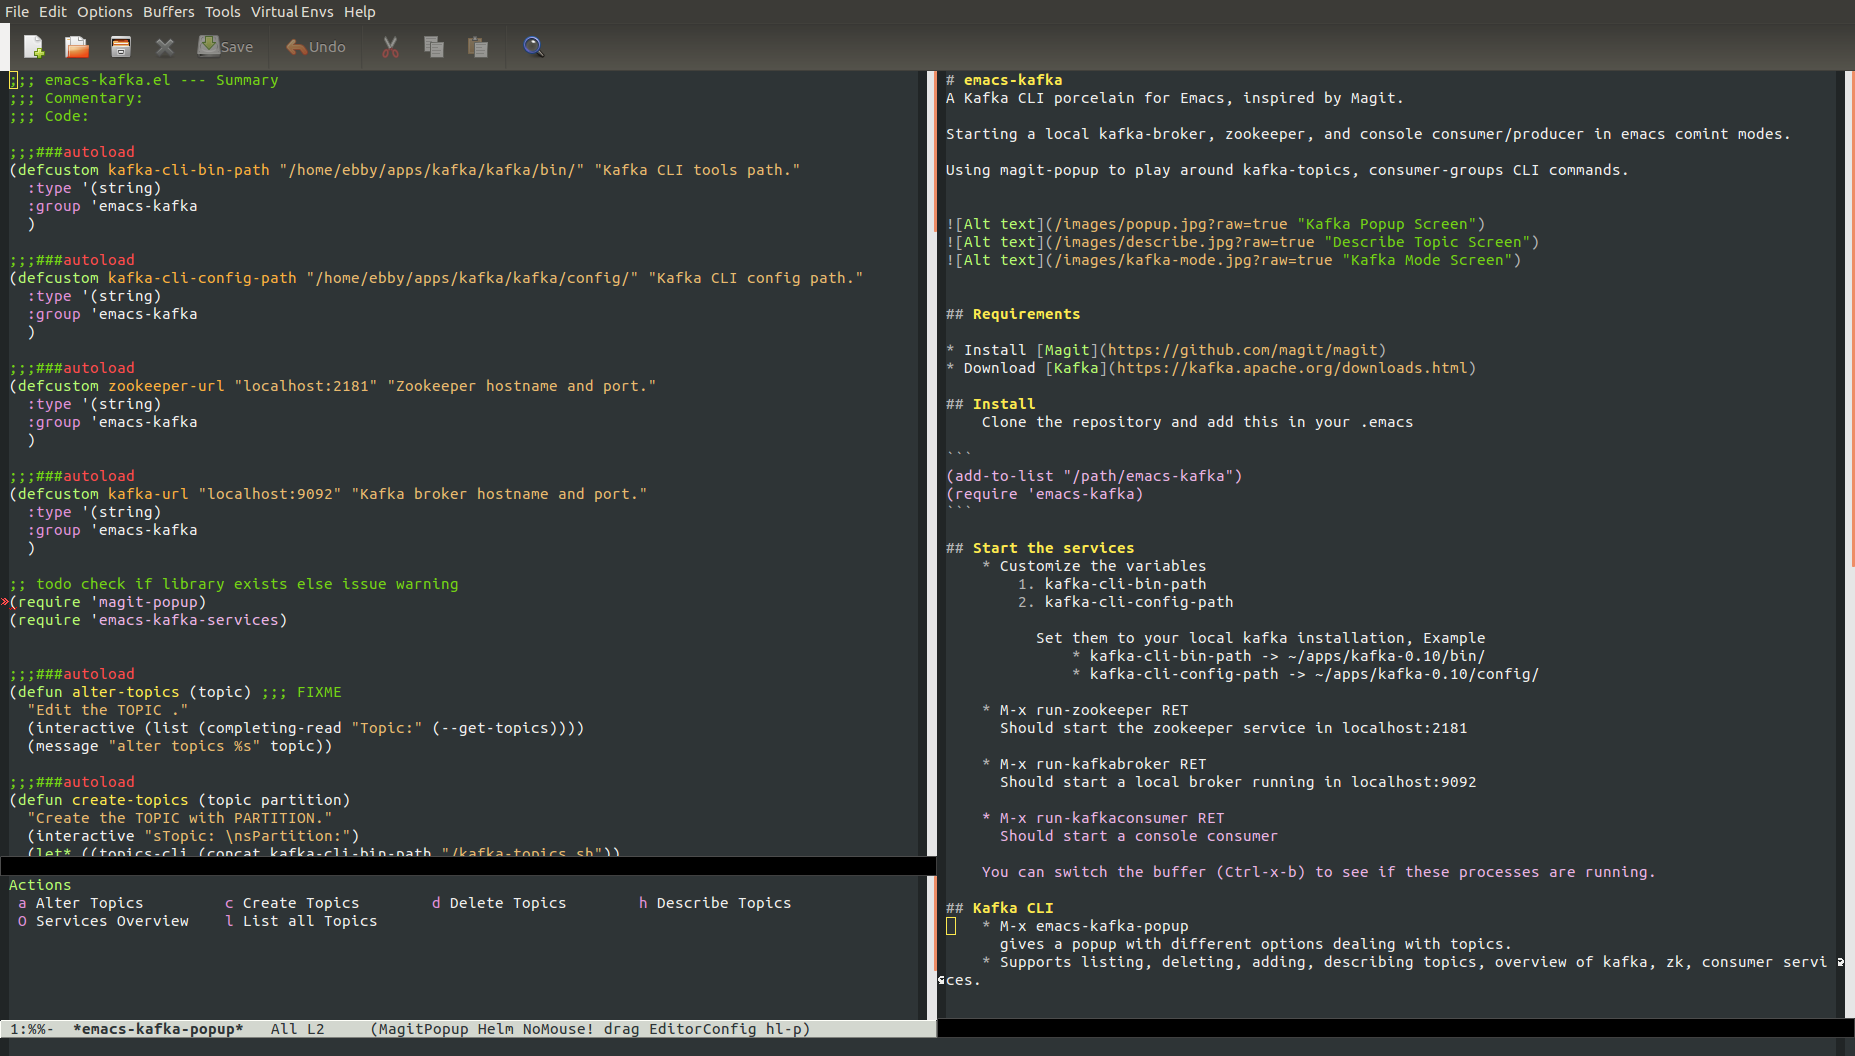 File Edit Options Buffers Tools Virtual Envs Help
Save Undo
;;; emacs-kafka.el --- Summary
;;; Commentary:
;;; Code:
;;;###autoload
(defcustom kafka-cli-bin-path "/home/ebby/apps/kafka/kafka/bin/" "Kafka CLI tools path."
:type '(string)
:group 'emacs-kafka
)
;;;###autoload
(defcustom kafka-cli-config-path "/home/ebby/apps/kafka/kafka/config/" "Kafka CLI config path."
:type '(string)
:group 'emacs-kafka
)
;;;###autoload
(defcustom zookeeper-url "localhost:2181" "Zookeeper hostname and port."
:type '(string)
:group 'emacs-kafka
)
;;;###autoload
(defcustom kafka-url "localhost:9092" "Kafka broker hostname and port."
:type '(string)
:group 'emacs-kafka
)
;; todo check if library exists else issue warning
(require 'magit-popup)
(require 'emacs-kafka-services)
;;;###autoload
(defun alter-topics (topic) ;;; FIXME
"Edit the TOPIC ."
(interactive (list (completing-read "Topic:" (--get-topics))))
(message "alter topics %s" topic))
;;;###autoload
(defun create-topics (topic partition)
"Create the TOPIC with PARTITION."
(interactive "sTopic: \nsPartition:")
(let* ((topics-cli (concat kafka-cli-bin-path "/kafka-topics.sh"))
Actions
a Alter Topics c Create Topics d Delete Topics h Describe Topics
O Services Overview l List all Topics
1:%%- *emacs-kafka-popup* All L2 (MagitPopup Helm NoMouse! drag EditorConfig hl-p)
# emacs-kafka
A Kafka CLI porcelain for Emacs, inspired by Magit.
Starting a local kafka-broker, zookeeper, and console consumer/producer in emacs comint modes.
Using magit-popup to play around kafka-topics, consumer-groups CLI commands.
![Alt text](/images/popup.jpg?raw=true "Kafka Popup Screen")
![Alt text](/images/describe.jpg?raw=true "Describe Topic Screen")
![Alt text](/images/kafka-mode.jpg?raw=true "Kafka Mode Screen")
## Requirements
* Install [Magit](https://github.com/magit/magit)
* Download [Kafka](https://kafka.apache.org/downloads.html)
## Install
Clone the repository and add this in your .emacs
```
(add-to-list "/path/emacs-kafka")
(require 'emacs-kafka)
```
## Start the services
* Customize the variables
1. kafka-cli-bin-path
2. kafka-cli-config-path
Set them to your local kafka installation, Example
* kafka-cli-bin-path -> ~/apps/kafka-0.10/bin/
* kafka-cli-config-path -> ~/apps/kafka-0.10/config/
* M-x run-zookeeper RET
Should start the zookeeper service in localhost:2181
* M-x run-kafkabroker RET
Should start a local broker running in localhost:9092
* M-x run-kafkaconsumer RET
Should start a console consumer
You can switch the buffer (Ctrl-x-b) to see if these processes are running.
## Kafka CLI
* M-x emacs-kafka-popup
gives a popup with different options dealing with topics.
* Supports listing, deleting, adding, describing topics, overview of kafka, zk, consumer servi
ces.